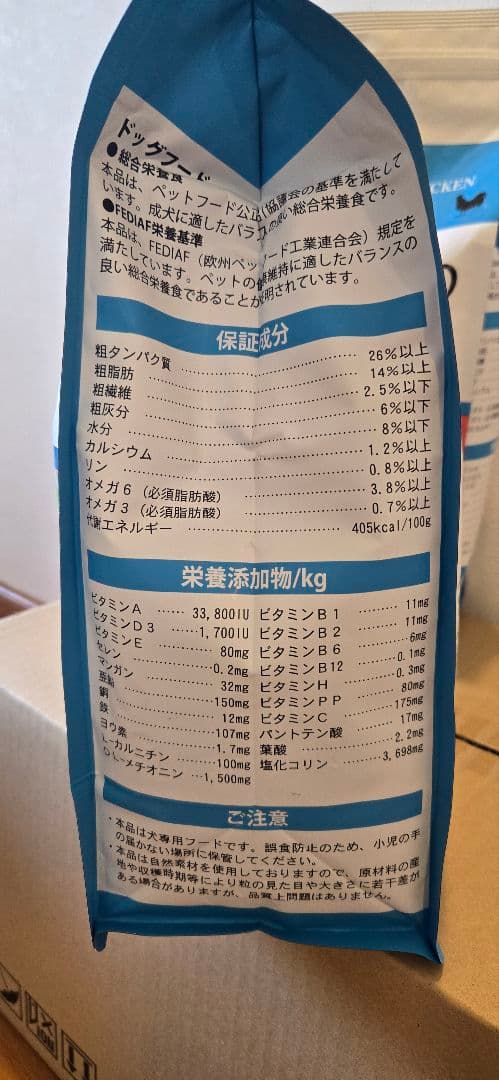 ドッグフード
●総合栄養食
本品は、ペットフード公正 協議会の基準を満たして
います。成犬に適したバランスの良い総合栄養食です。
●FEDIAF栄養基準
本品は、FEDIAF（欧州ペットフード工業連合会）規定を
満たしています。ペットの健康維持に適したバランスの
良い総合栄養食であることが証明されています。
保証成分
粗タンパク質 26%以上
粗脂肪 14%以上
粗繊維 2.5%以下
粗灰分 6%以下
水分 8%以下
カルシウム 1.2%以上
リン 0.8%以上
オメガ6（必須脂肪酸） 3.8%以上
オメガ3（必須脂肪酸） 0.7%以上
代謝エネルギー 405kcal/100g
栄養添加物/kg
ビタミンA 33,800IU ビタミンB1 11mg
ビタミンD3 1,700IU ビタミンB2 11mg
ビタミンE 80mg ビタミンB6 6mg
セレン 0.2mg ビタミンB12 0.1mg
マンガン 32mg ビタミンH 0.3mg
亜鉛 150mg ビタミンPP 80mg
銅 12mg ビタミンC 175mg
鉄 107mg パントテン酸 17mg
ヨウ素 1.7mg 葉酸 2.2mg
L-カルニチン 100mg 塩化コリン 3,698mg
DL-メチオニン 1,500mg
ご注意
・本品は犬専用フードです。誤食防止のため、小児の手
の届かない場所に保管してください。
・本品は自然素材を使用しておりますので、原材料の産
地や収穫時期等により粒の見た目や大きさに若干差が
ある場合がありますが、品質上問題はありません。
CKEN